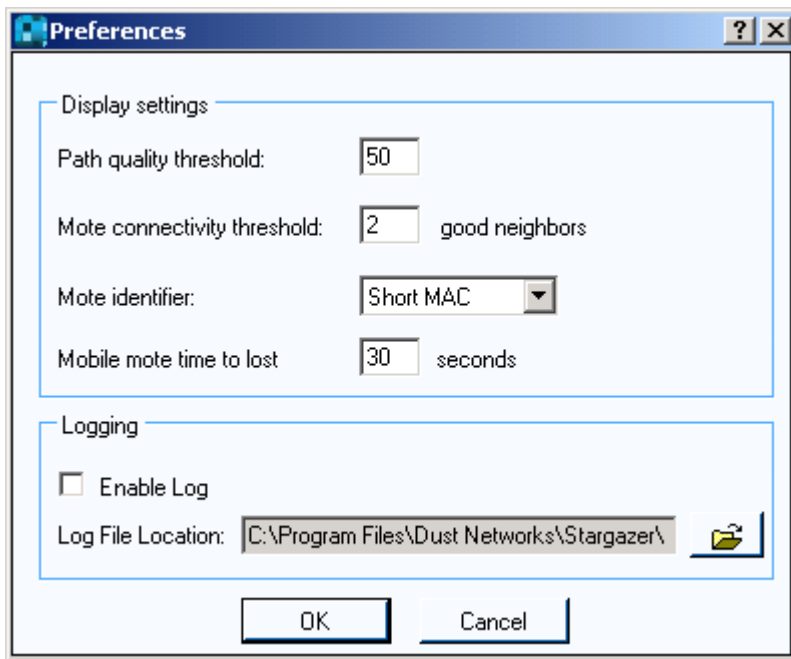 Preferences
Display settings
Path quality threshold: 50
Mote connectivity threshold: 2 good neighbors
Mote identifier: Short MAC
Mobile mote time to lost 30 seconds
Logging
Enable Log
Log File Location: C:\Program Files\Dust Networks\Stargazer\
OK Cancel